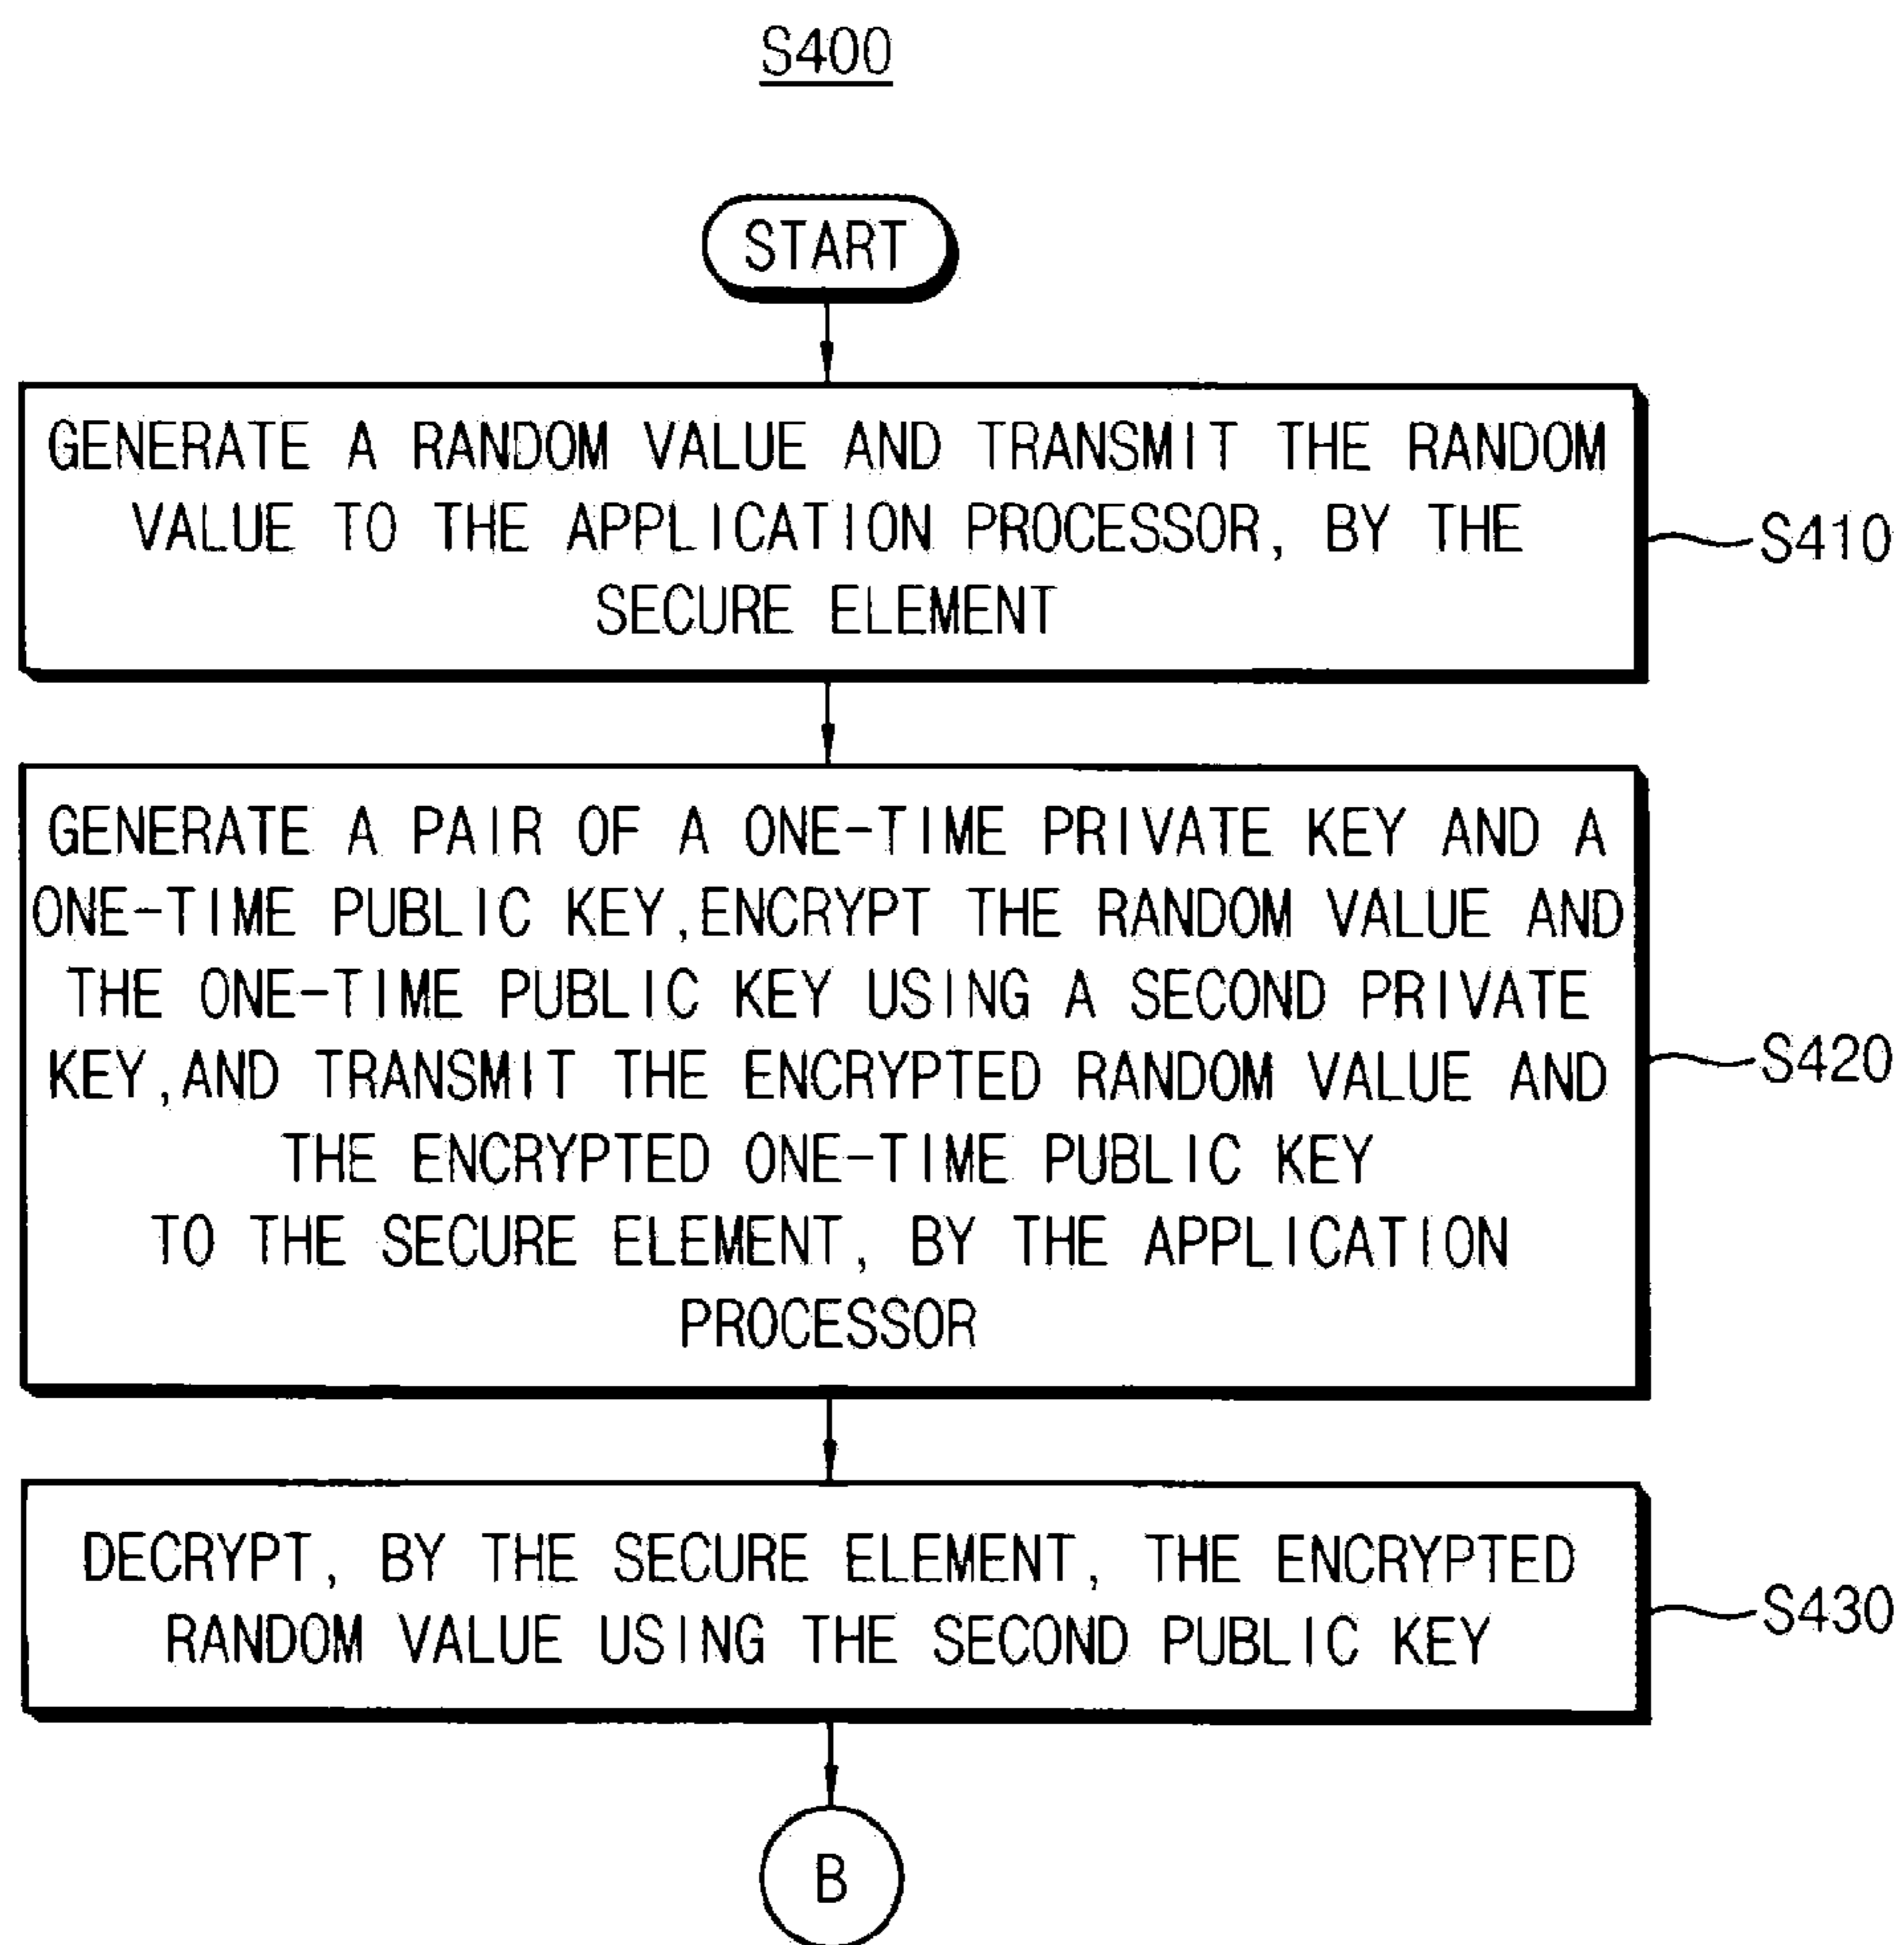 S400
START
GENERATE A RANDOM VALUE AND TRANSMIT THE RANDOM
VALUE TO THE APPLICATION PROCESSOR, BY THE
SECURE ELEMENT
S410
GENERATE A PAIR OF A ONE-TIME PRIVATE KEY AND A
ONE-TIME PUBLIC KEY,ENCRYPT THE RANDOM VALUE AND
THE ONE-TIME PUBLIC KEY USING A SECOND PRIVATE
KEY,AND TRANSMIT THE ENCRYPTED RANDOM VALUE AND
THE ENCRYPTED ONE-TIME PUBLIC KEY
TO THE SECURE ELEMENT, BY THE APPLICATION
PROCESSOR
S420
DECRYPT, BY THE SECURE ELEMENT, THE ENCRYPTED
RANDOM VALUE USING THE SECOND PUBLIC KEY
S430
B